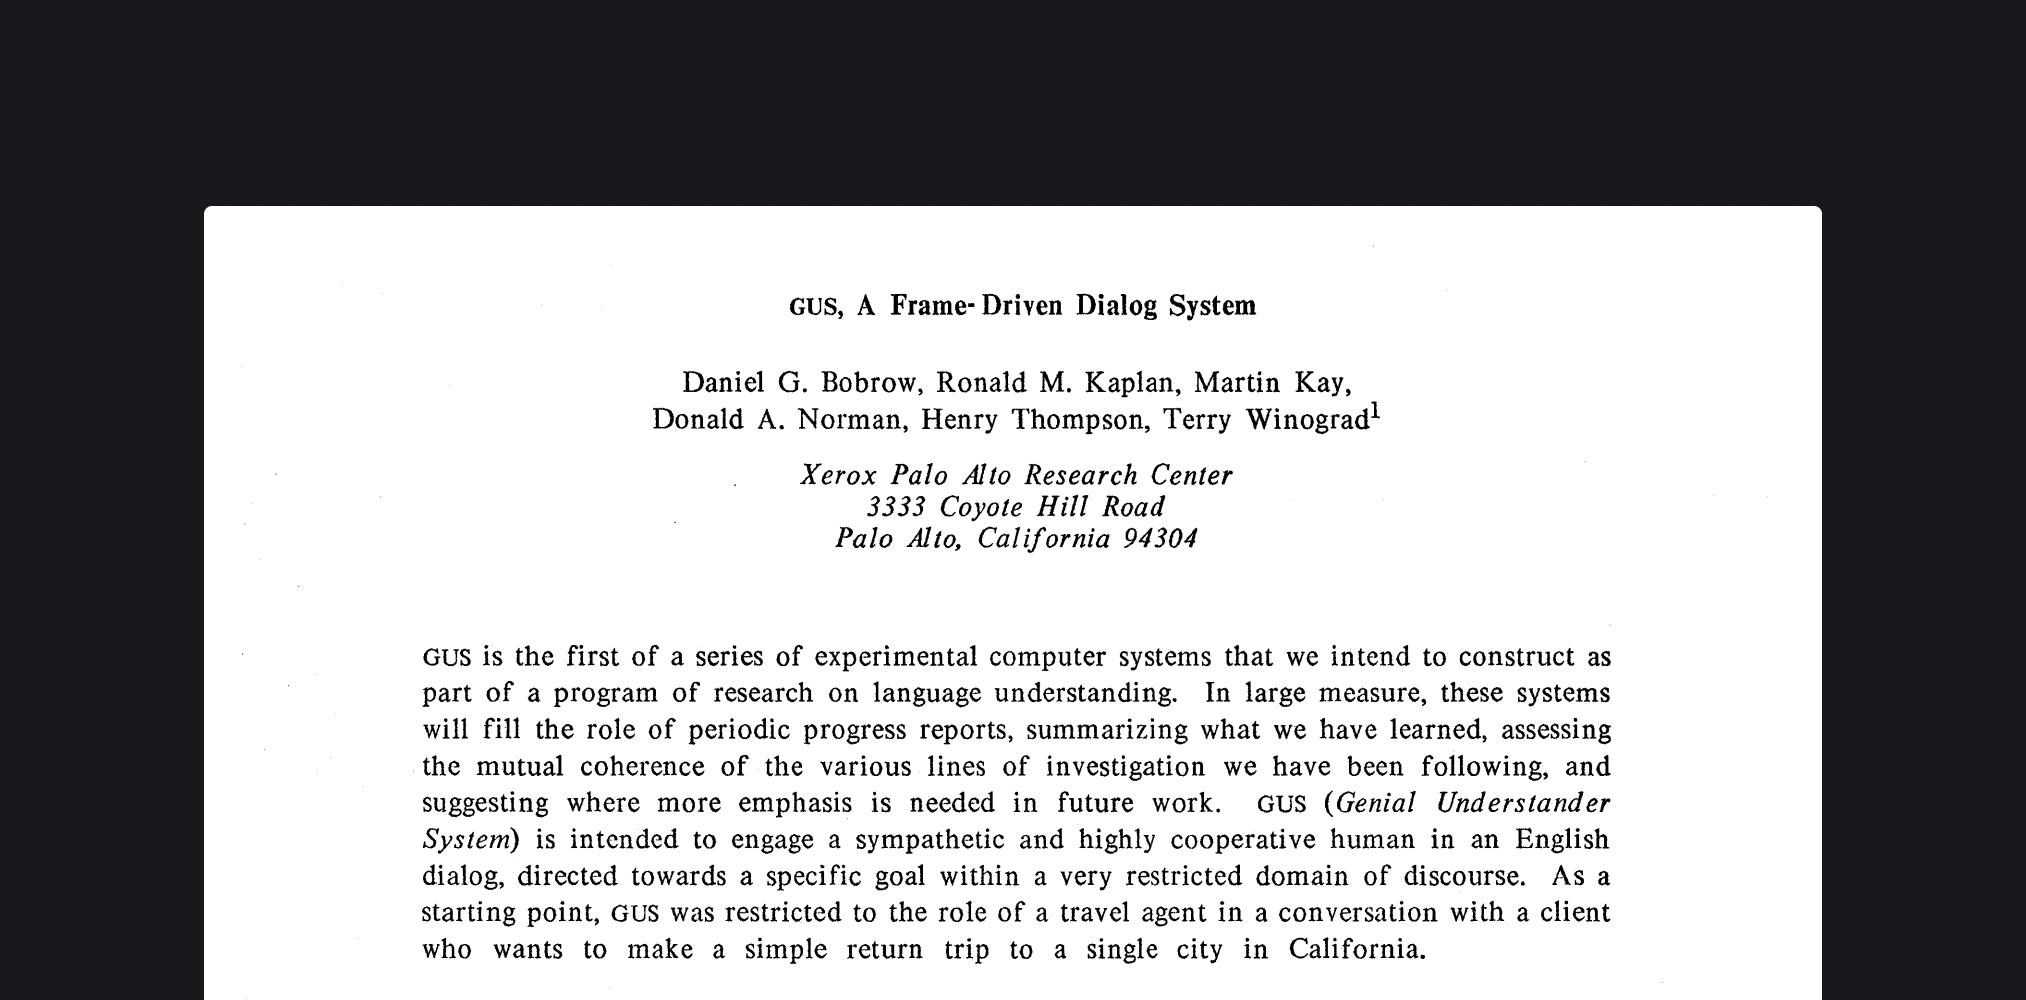 GUS, A Frame-Driven Dialog System
Daniel G. Bobrow, Ronald M. Kaplan, Martin Kay,
Donald A. Norman, Henry Thompson, Terry Winograd1
Xerox Palo Alto Research Center
3333 Coyote Hill Road
Palo Alto, California 94304
GUS is the first of a series of experimental computer systems that we intend to construct as
part of a program of research on language understanding. In large measure, these systems
will fill the role of periodic progress reports, summarizing what we have learned, assessing
the mutual coherence of the various lines of investigation we have been following, and
suggesting where more emphasis is needed in future work. GUS (Genial Understander
System) is intended to engage a sympathetic and highly cooperative human in an English
dialog, directed towards a specific goal within a very restricted domain of discourse. As a
starting point, GUS was restricted to the role of a travel agent in a conversation with a client
who wants to make a simple return trip to a single city in California.